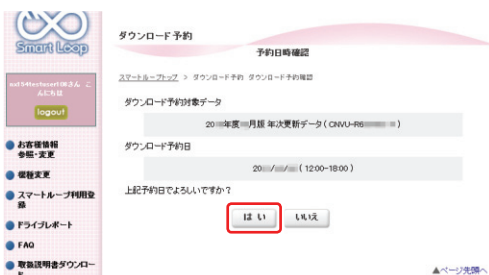 Smart Loop
さん こ
んにちは
logout
お客様情報
参照・変更
機種変更
スマートループ利用登
録
ドライブレポート
FAQ
取扱説明書ダウンロー
ド
ダウンロード予約
予約日時確認
スマートループトップ > ダウンロード予約 ダウンロード予約確認
ダウンロード予約対象データ
20 年度 月版 年次更新データ ( CNVU-R6 )
ダウンロード予約日
20 / / ( 12:00-18:00 )
上記予約日でよろしいですか？
はい
いいえ
▲ページ先頭へ